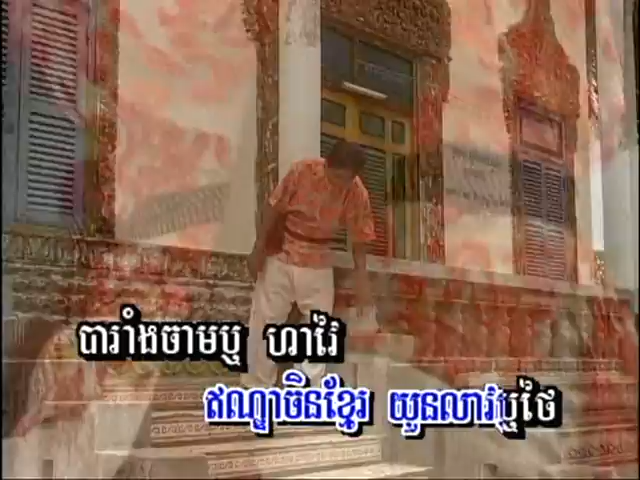 បារាំងចាមឬ ហារ៉ៃ
ឥណ្ឌាចិនខ្មែរ យួនលាវឬថៃ